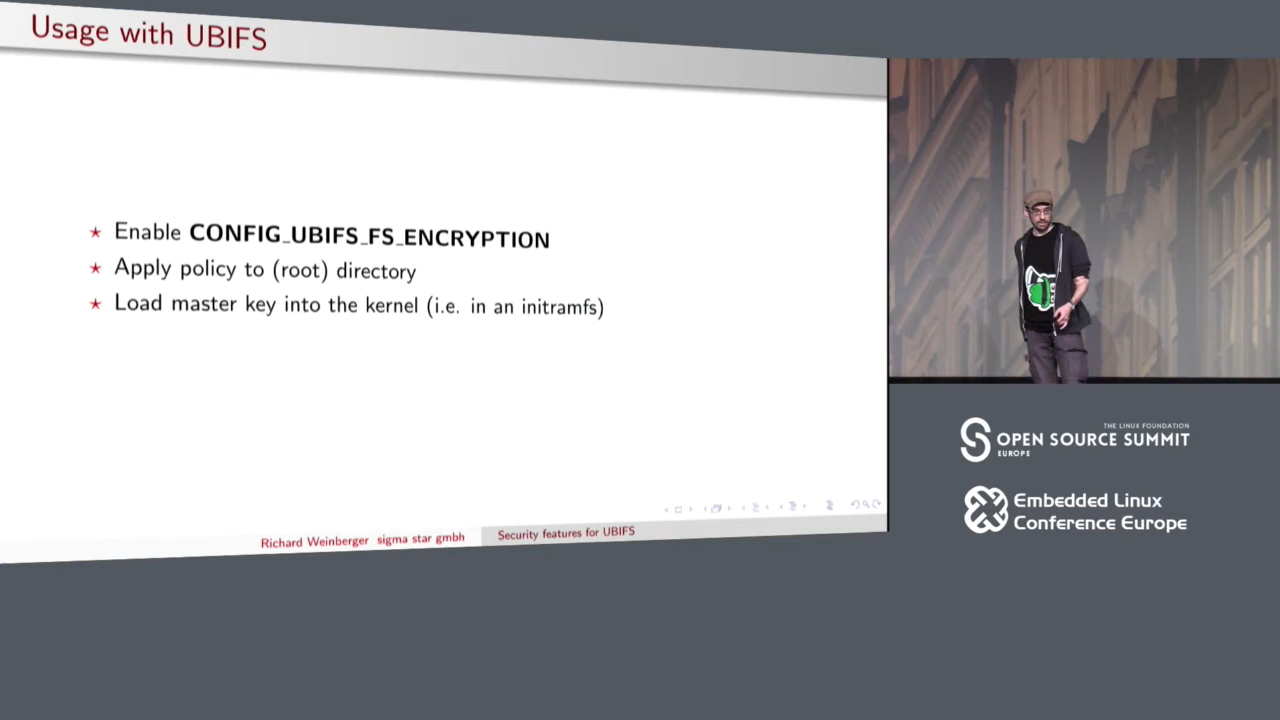 Usage with UBIFS
Enable CONFIG_UBIFS_FS_ENCRYPTION
Apply policy to (root) directory
Load master key into the kernel (i.e. in an initramfs)
Richard Weinberger sigma star gmbh
Security features for UBIFS
THE LINUX FOUNDATION
OPEN SOURCE SUMMIT
EUROPE
Embedded Linux
Conference Europe